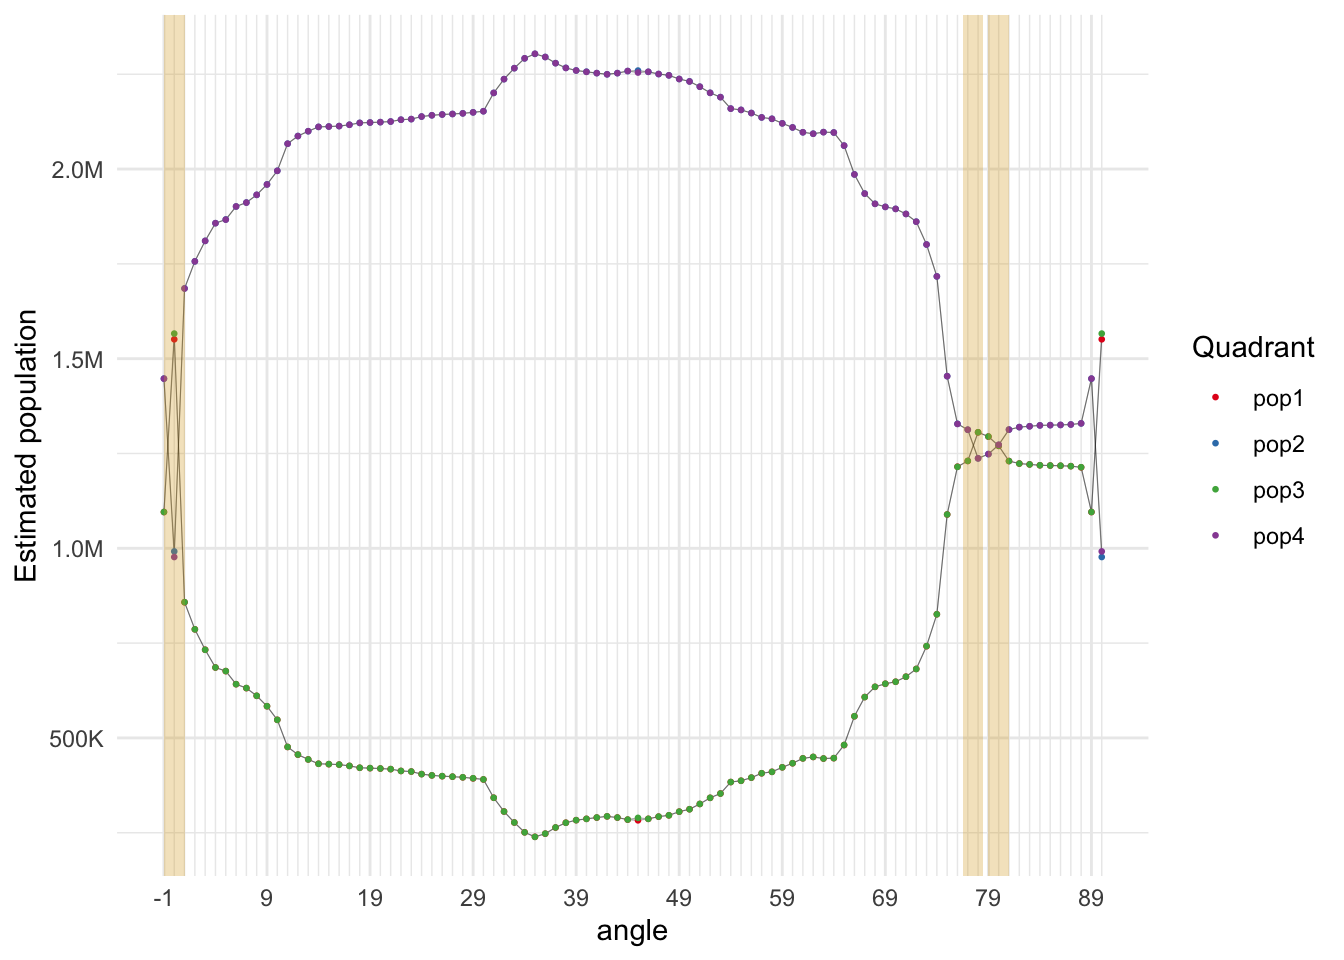 Estimated population
2.0M
1.5M
1.0M
500K
-1 9 19 29 39 49 59 69 79 89
angle
Quadrant
pop1
pop2
pop3
pop4